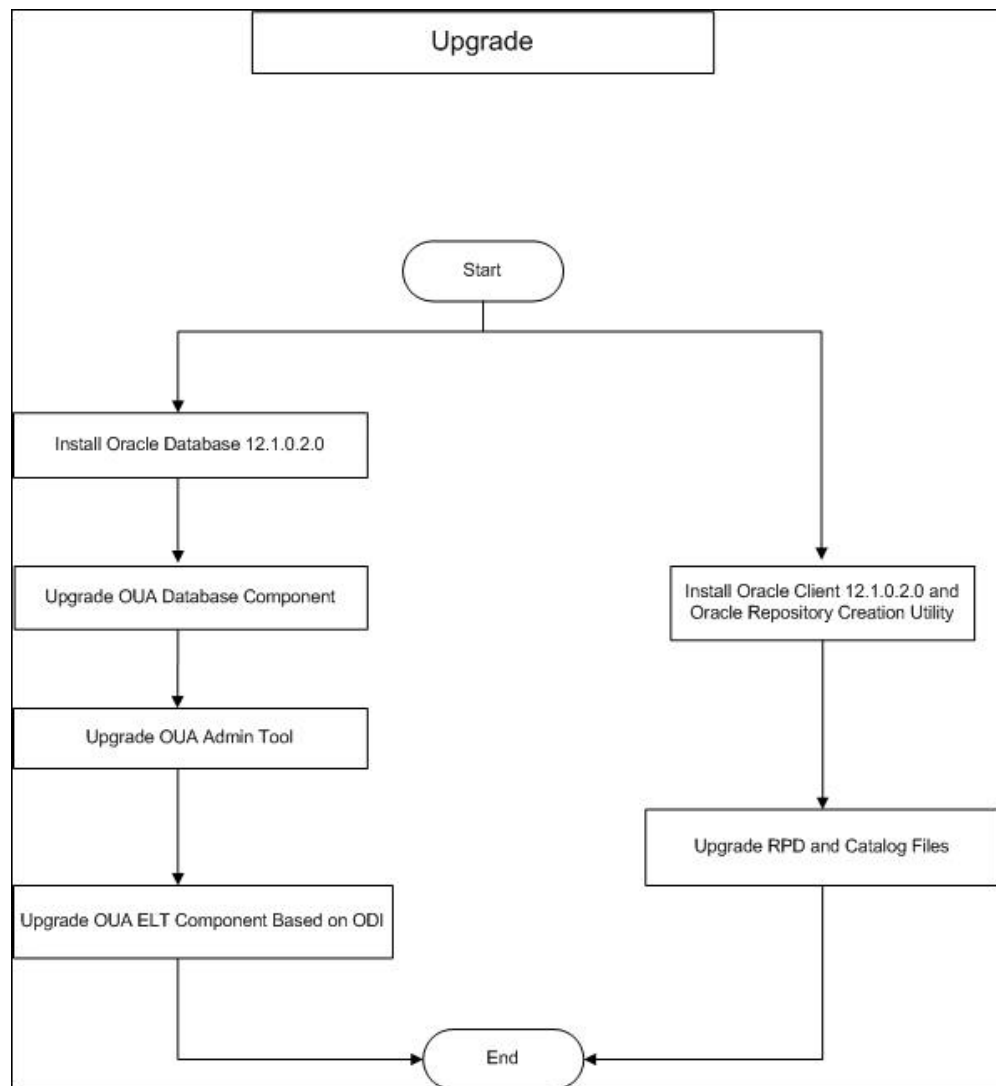 Upgrade
Start
Install Oracle Database 12.1.0.2.0
Upgrade OUA Database Component
Install Oracle Client 12.1.0.2.0 and
Oracle Repository Creation Utility
Upgrade OUA Admin Tool
Upgrade RPD and Catalog Files
Upgrade OUA ELT Component Based on ODI
End